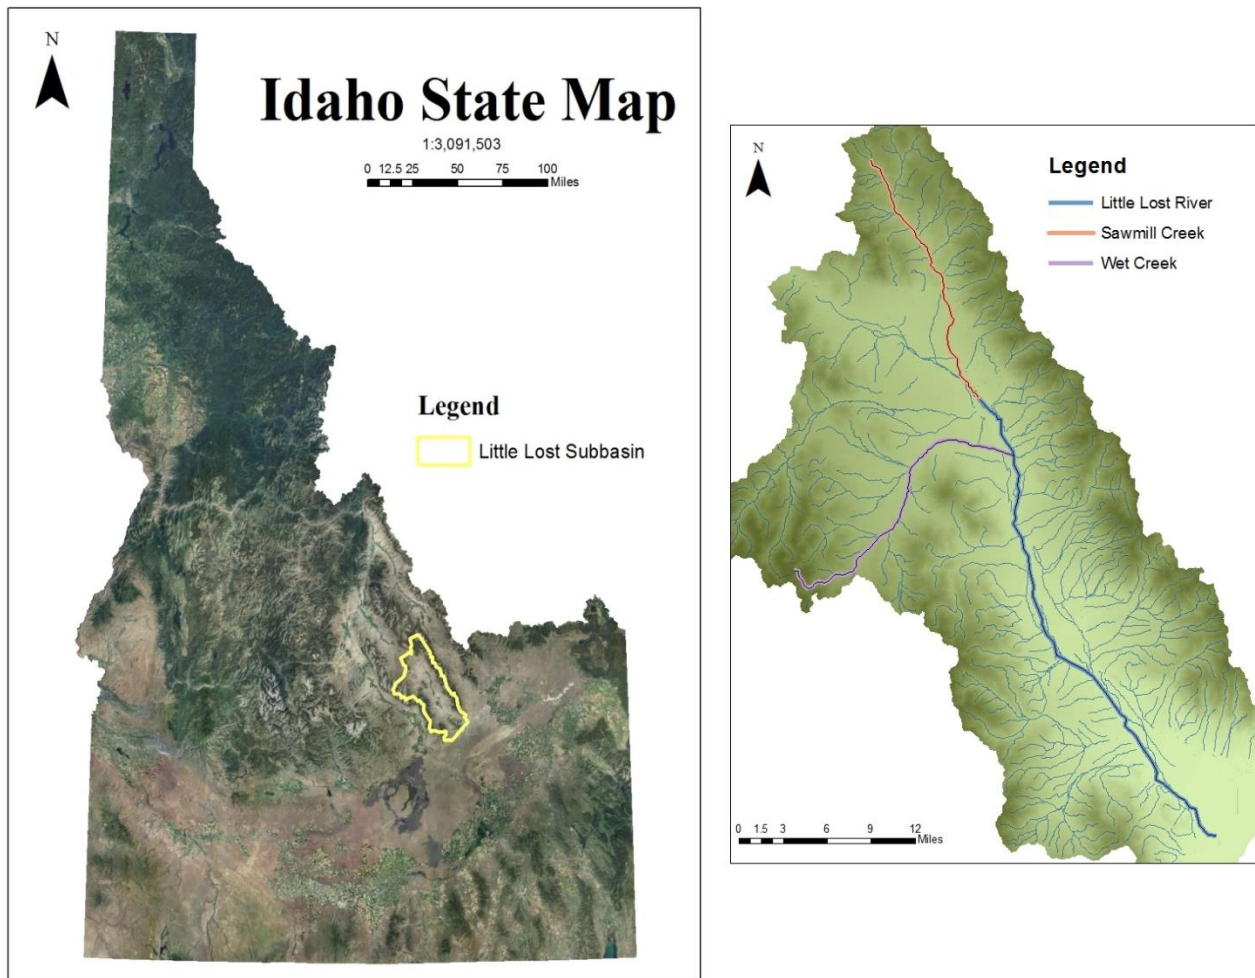 N
Idaho State Map
1:3,091,503
0 12.5 25 50 75 100
Miles
Legend
Little Lost Subbasin
N
Legend
Little Lost River
Sawmill Creek
Wet Creek
0 1.5 3 6 9 12
Miles